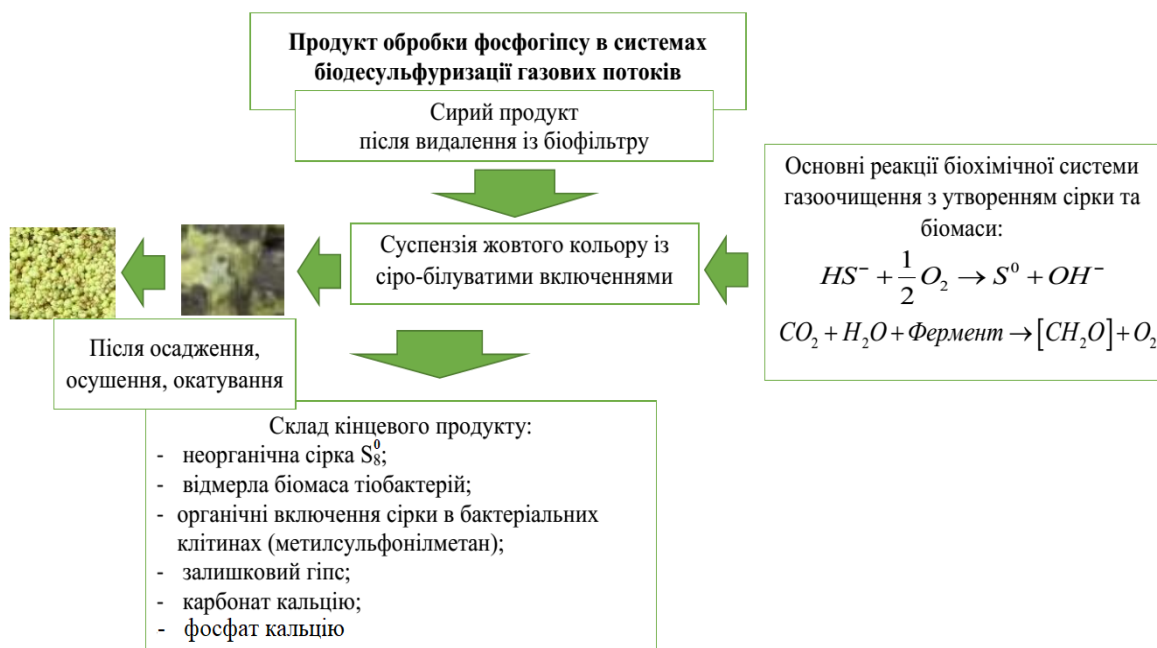 Продукт обробки фосфогіпсу в системах
біодесульфуризації газових потоків
Сирий продукт
після видалення із біофільтру
Основні реакції біохімічної системи
газоочищення з утворенням сірки та
біомаси:
HS⁻ + 1/2 O₂ → S⁰ + OH⁻
CO₂ + H₂O + Фермент → [CH₂O] + O₂
Суспензія жовтого кольору із
сіро-білуватими включеннями
Після осадження,
осушення, окатування
Склад кінцевого продукту:
- неорганічна сірка S₈⁰;
- відмерла біомаса тіобактерій;
- органічні включення сірки в бактеріальних
клітинах (метилсульфонілметан);
- залишковий гіпс;
- карбонат кальцію;
- фосфат кальцію